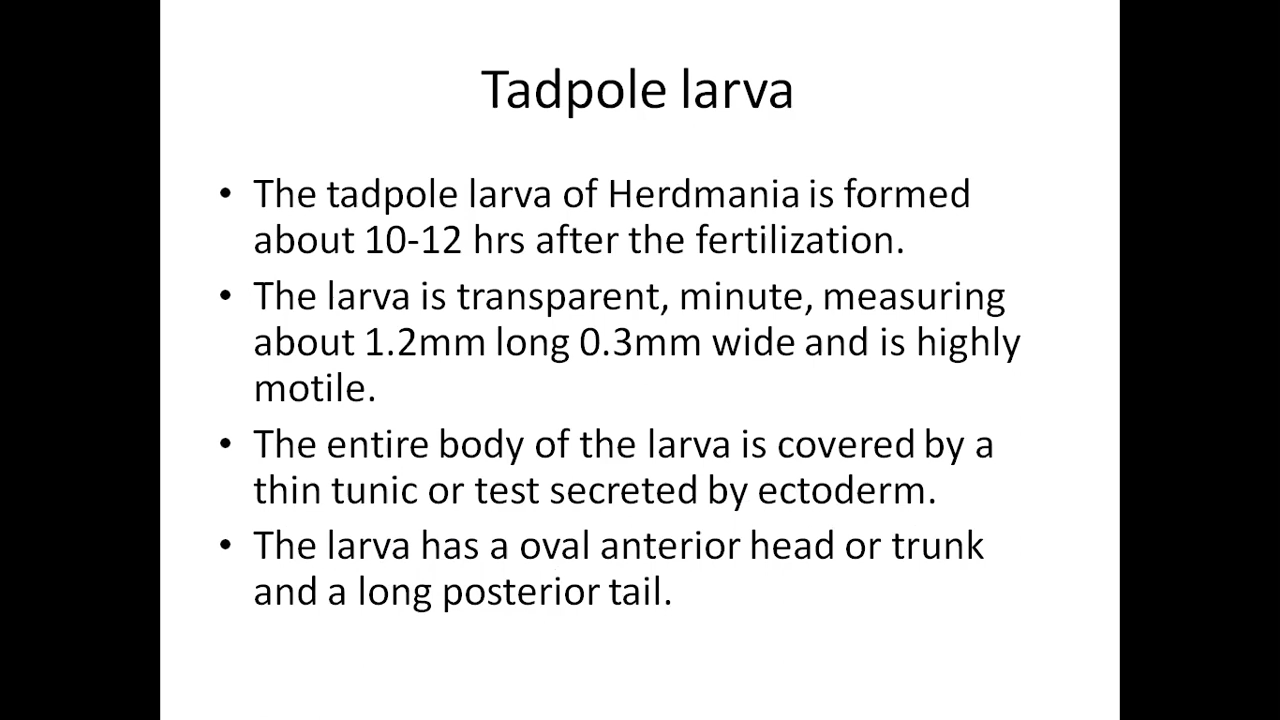 Tadpole larva
• The tadpole larva of Herdmania is formed
about 10-12 hrs after the fertilization.
• The larva is transparent, minute, measuring
about 1.2mm long 0.3mm wide and is highly
motile.
• The entire body of the larva is covered by a
thin tunic or test secreted by ectoderm.
• The larva has a oval anterior head or trunk
and a long posterior tail.